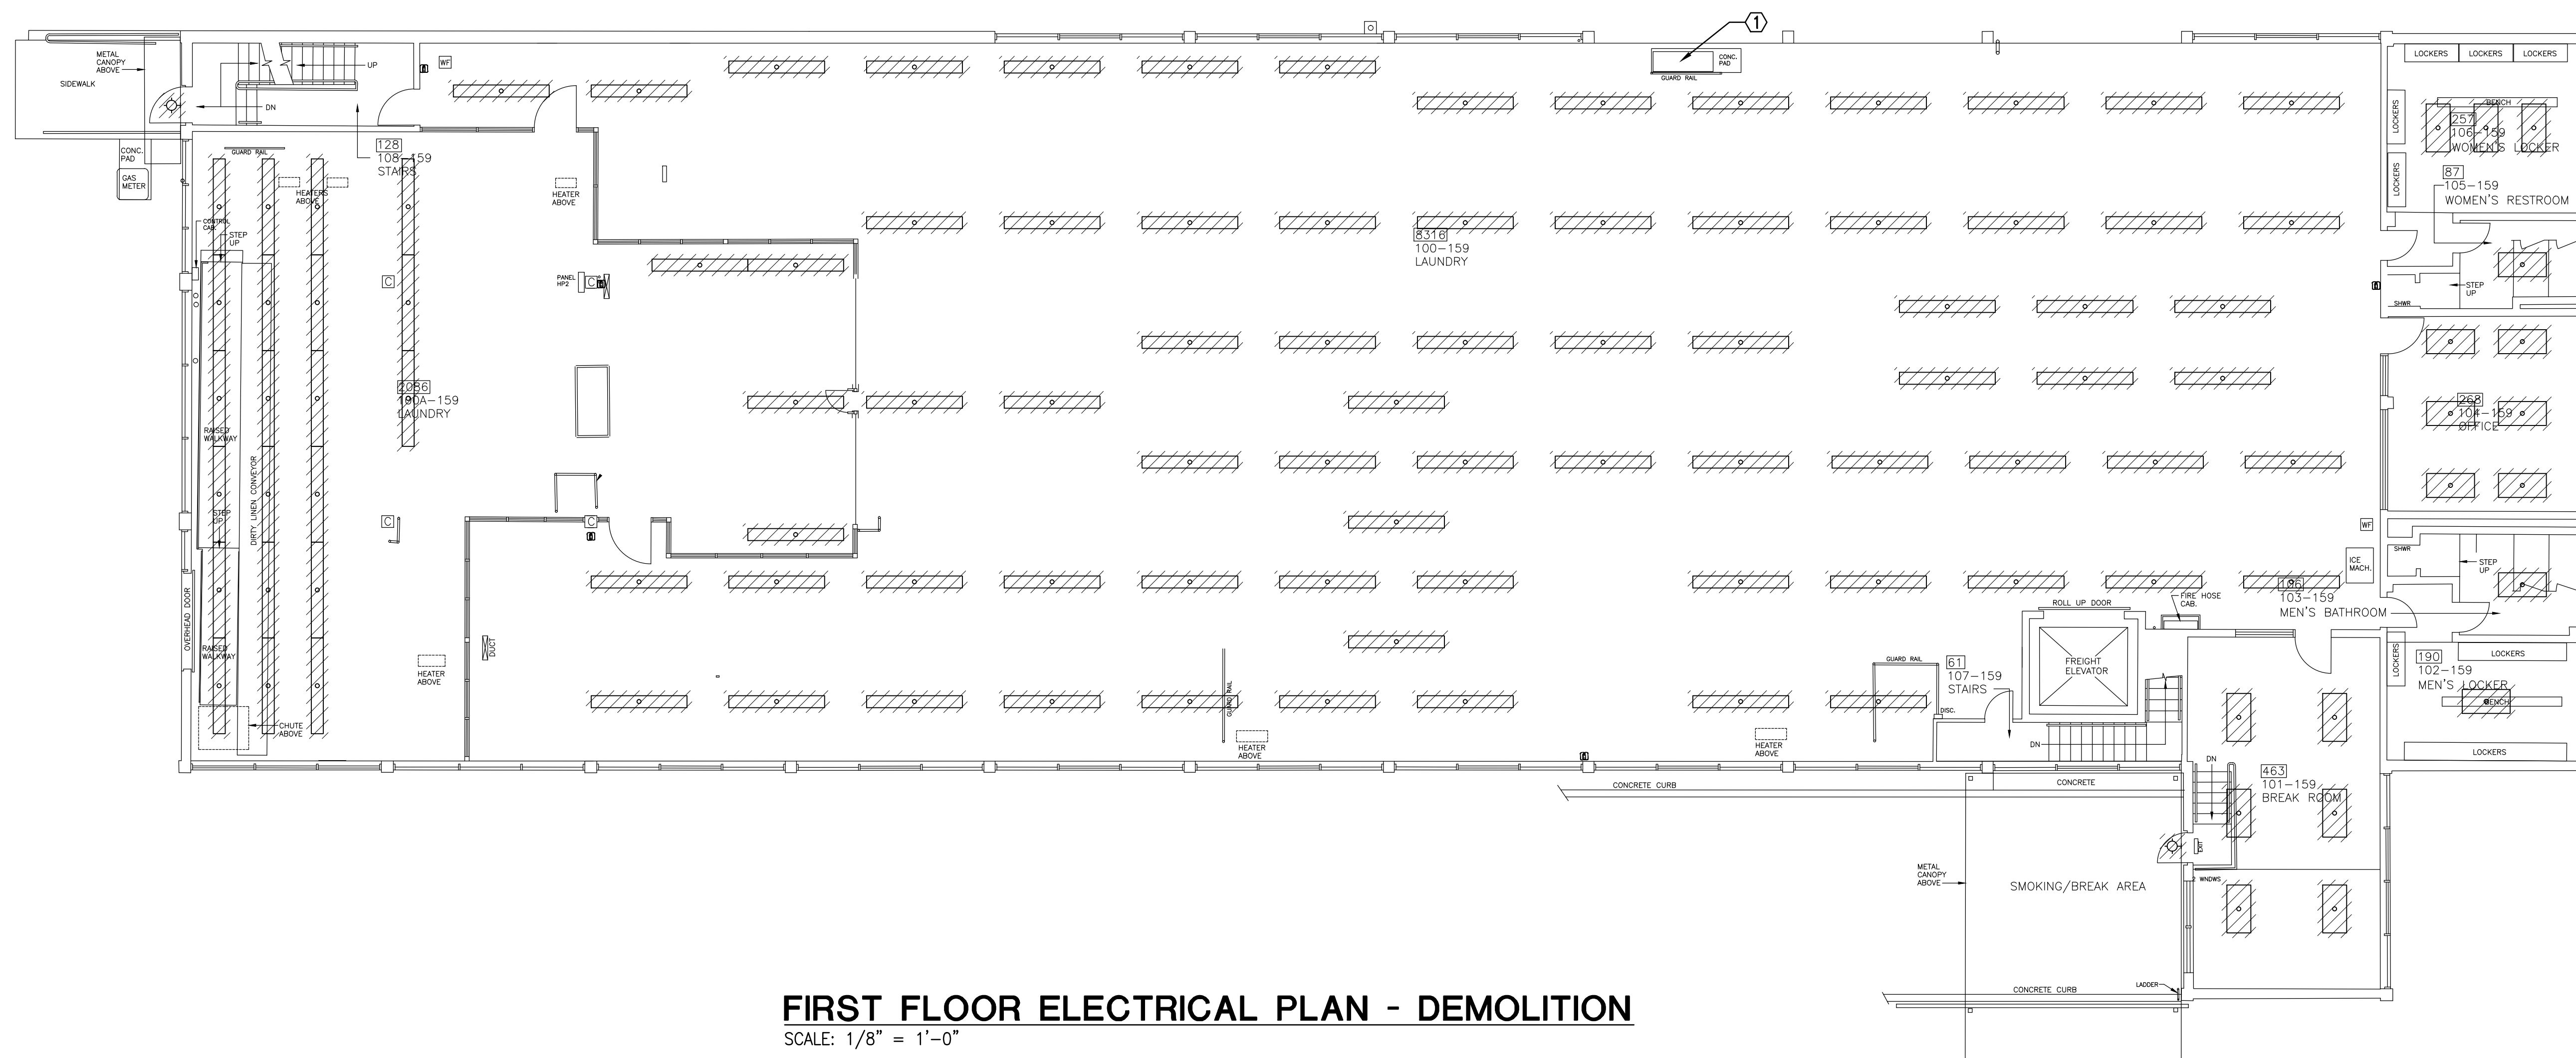 1
METAL
CANOPY
ABOVE
SIDEWALK
UP
DN
WF
CONC.
PAD
GUARD RAIL
LOCKERS
LOCKERS
LOCKERS
LOCKERS
BENCH
257
106-159
WOMEN'S LOCKER
CONC.
PAD
GAS
METER
GUARD RAIL
128
108-159
STAIRS
HEATERS
ABOVE
HEATER
ABOVE
LOCKERS
87
105-159
WOMEN'S RESTROOM
CONTROL
CAB.
STEP
UP
8316
100-159
LAUNDRY
C
PANEL
HP2
C
STEP
UP
SHWR
2086
100A-159
LAUNDRY
268
104-159
OFFICE
RAISED
WALKWAY
DIRTY LINEN CONVEYOR
STEP
UP
C
C
WF
SHWR
ICE
MACH.
STEP
UP
OVERHEAD DOOR
106
103-159
MEN'S BATHROOM
FIRE HOSE
CAB.
ROLL UP DOOR
RAISED
WALKWAY
DUCT
HEATER
ABOVE
GUARD RAIL
GUARD RAIL
61
107-159
STAIRS
FREIGHT
ELEVATOR
LOCKERS
190
102-159
MEN'S LOCKER
LOCKERS
BENCH
CHUTE
ABOVE
DISC.
HEATER
ABOVE
HEATER
ABOVE
DN
LOCKERS
DN
463
101-159
BREAK ROOM
CONCRETE CURB
CONCRETE
EXIT
METAL
CANOPY
ABOVE
SMOKING/BREAK AREA
2 WNDWS
LADDER
CONCRETE CURB
FIRST FLOOR ELECTRICAL PLAN - DEMOLITION
SCALE: 1/8" = 1'-0"